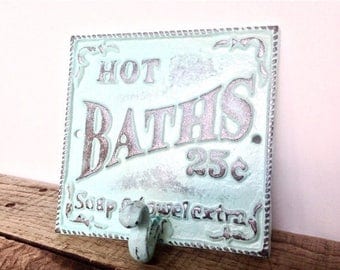 HOT
BATHS
25¢
Soap & towel extra